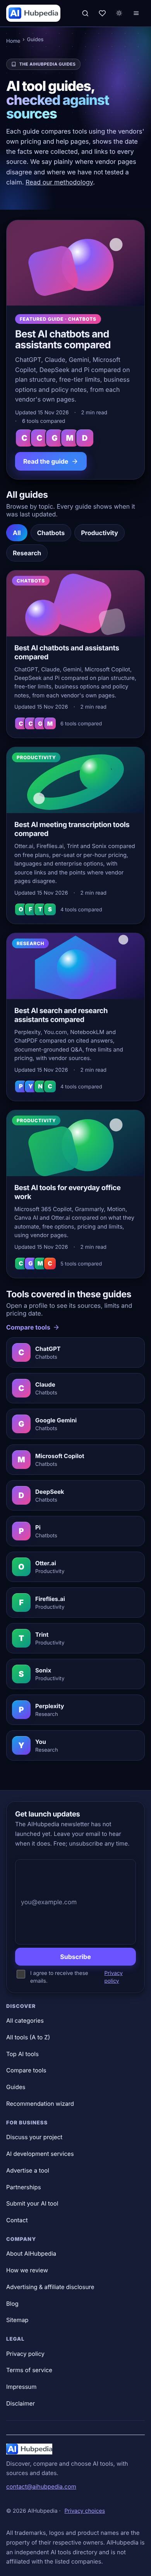 AI Hubpedia
Home › Guides
THE AIHUBPEDIA GUIDES
AI tool guides,
checked against
sources
Each guide compares tools using the vendors'
own pricing and help pages, shows the date
the facts were collected, and links to every
source. We say plainly where vendor pages
disagree and where we could not confirm a
claim. Read our methodology.
FEATURED GUIDE · CHATBOTS
Best AI chatbots and
assistants compared
ChatGPT, Claude, Gemini, Microsoft
Copilot, DeepSeek and Pi compared on
plan structure, free-tier limits, business
options and policy notes, from each
vendor's own pages.
Updated 15 Nov 2026 · 2 min read
· 6 tools compared
C C G M D
Read the guide →
All guides
Browse by topic. Every guide shows when it
was last updated.
All Chatbots Productivity
Research
CHATBOTS
Best AI chatbots and assistants
compared
ChatGPT, Claude, Gemini, Microsoft Copilot,
DeepSeek and Pi compared on plan structure,
free-tier limits, business options and policy
notes, from each vendor's own pages.
Updated 15 Nov 2026 · 2 min read
C C G M 6 tools compared
PRODUCTIVITY
Best AI meeting transcription tools
compared
Otter.ai, Fireflies.ai, Trint and Sonix compared
on free plans, per-seat or per-hour pricing,
languages and enterprise options, with
source links and the points where vendor
pages disagree.
Updated 15 Nov 2026 · 2 min read
O F T S 4 tools compared
RESEARCH
Best AI search and research
assistants compared
Perplexity, You.com, NotebookLM and
ChatPDF compared on cited answers,
document-grounded Q&A, free limits and
pricing, with vendor sources.
Updated 15 Nov 2026 · 2 min read
P Y N C 4 tools compared
PRODUCTIVITY
Best AI tools for everyday office
work
Microsoft 365 Copilot, Grammarly, Motion,
Canva AI and Otter.ai compared on what they
automate, free options, pricing and limits,
using vendor pages.
Updated 15 Nov 2026 · 2 min read
C G M C 5 tools compared
Tools covered in these guides
Open a profile to see its sources, limits and
pricing date.
Compare tools →
C ChatGPT
Chatbots
C Claude
Chatbots
G Google Gemini
Chatbots
M Microsoft Copilot
Chatbots
D DeepSeek
Chatbots
P Pi
Chatbots
O Otter.ai
Productivity
F Fireflies.ai
Productivity
T Trint
Productivity
S Sonix
Productivity
P Perplexity
Research
Y You
Research
Get launch updates
The AIHubpedia newsletter has not
launched yet. Leave your email to hear
when it does. Free; unsubscribe any time.
you@example.com
Subscribe
I agree to receive these Privacy
emails. policy
DISCOVER
All categories
All tools (A to Z)
Top AI tools
Compare tools
Guides
Recommendation wizard
FOR BUSINESS
Discuss your project
AI development services
Advertise a tool
Partnerships
Submit your AI tool
Contact
COMPANY
About AIHubpedia
How we review
Advertising & affiliate disclosure
Blog
Sitemap
LEGAL
Privacy policy
Terms of service
Impressum
Disclaimer
AI Hubpedia
Discover, compare and choose AI tools, with
sources and dates.
contact@aihubpedia.com
© 2026 AIHubpedia · Privacy choices
All trademarks, logos and product names are the
property of their respective owners. AIHubpedia is
an independent AI tools directory and is not
affiliated with the listed companies.